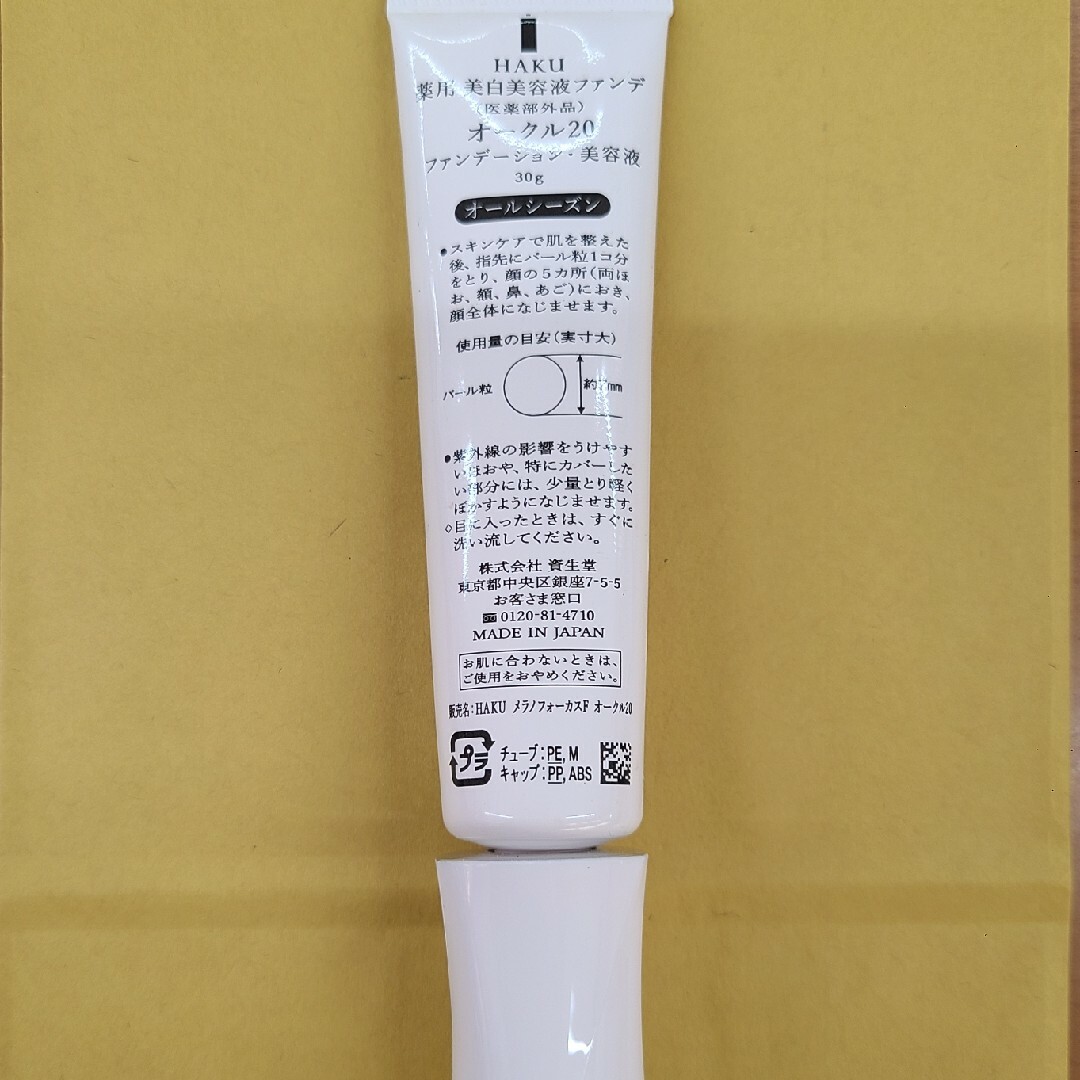 HAKU
薬用 美白美容液ファンデ
(医薬部外品)
オークル20
ファンデーション・美容液
30g
オールシーズン
●スキンケアで肌を整えた
後、指先にパール粒1コ分
をとり、顔の5カ所(両ほ
お、額、鼻、あご)におき、
顔全体になじませます。
使用量の目安(実寸大)
パール粒
約7mm
●紫外線の影響をうけやす
いほおや、特にカバーした
い部分には、少量とり軽く
ぼかすようになじませます。
○目に入ったときは、すぐに
洗い流してください。
株式会社 資生堂
東京都中央区銀座7-5-5
お客さま窓口
0120-81-4710
MADE IN JAPAN
お肌に合わないときは、
ご使用をおやめください。
販売名:HAKU メラノフォーカスF オークル20
プラ
チューブ:PE, M
キャップ:PP, ABS